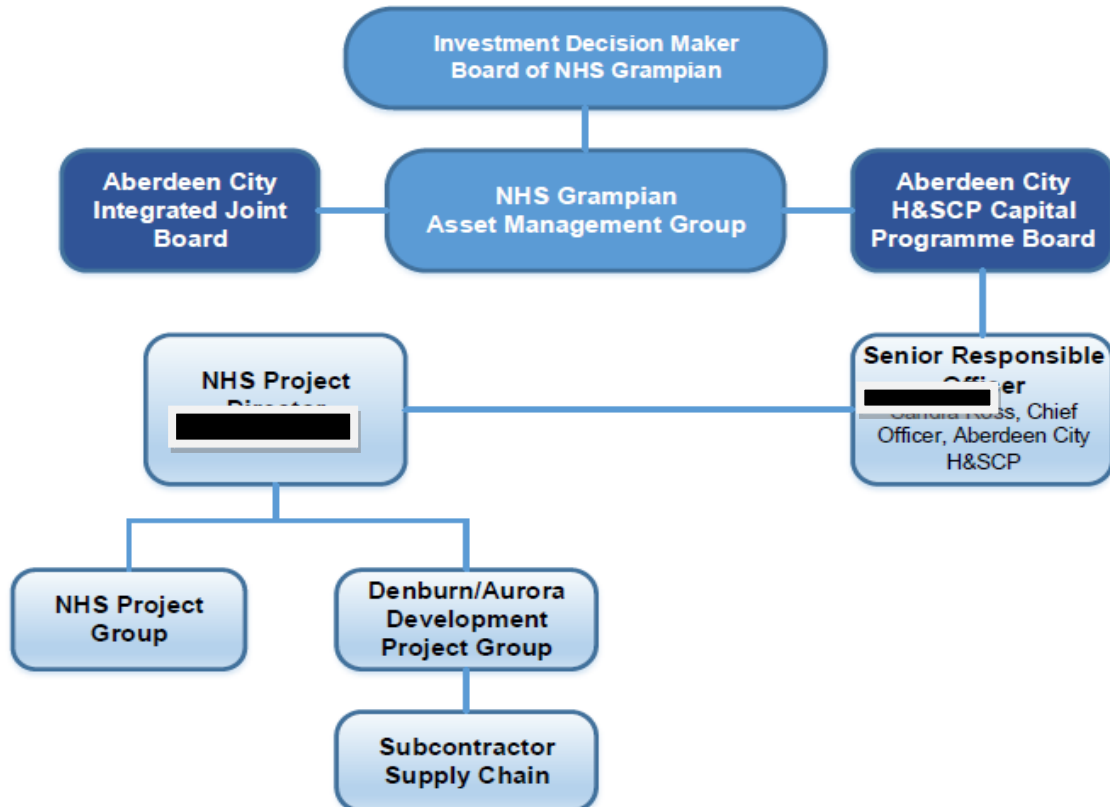 Investment Decision Maker
Board of NHS Grampian
Aberdeen City
Integrated Joint
Board
NHS Grampian
Asset Management Group
Aberdeen City
H&SCP Capital
Programme Board
NHS Project
Director
Senior Responsible
Officer
Chief
Officer, Aberdeen City
H&SCP
NHS Project
Group
Denburn/Aurora
Development
Project Group
Subcontractor
Supply Chain